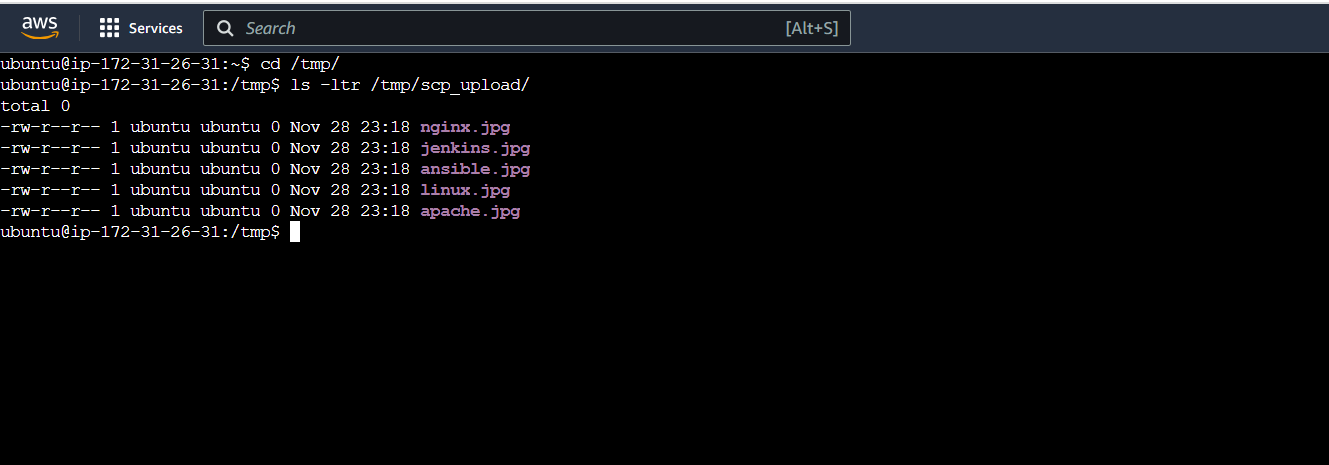 aws Services Search [Alt+S]
ubuntu@ip-172-31-26-31:~$ cd /tmp/
ubuntu@ip-172-31-26-31:/tmp$ ls -ltr /tmp/scp_upload/
total 0
-rw-r--r-- 1 ubuntu ubuntu 0 Nov 28 23:18 nginx.jpg
-rw-r--r-- 1 ubuntu ubuntu 0 Nov 28 23:18 jenkins.jpg
-rw-r--r-- 1 ubuntu ubuntu 0 Nov 28 23:18 ansible.jpg
-rw-r--r-- 1 ubuntu ubuntu 0 Nov 28 23:18 linux.jpg
-rw-r--r-- 1 ubuntu ubuntu 0 Nov 28 23:18 apache.jpg
ubuntu@ip-172-31-26-31:/tmp$